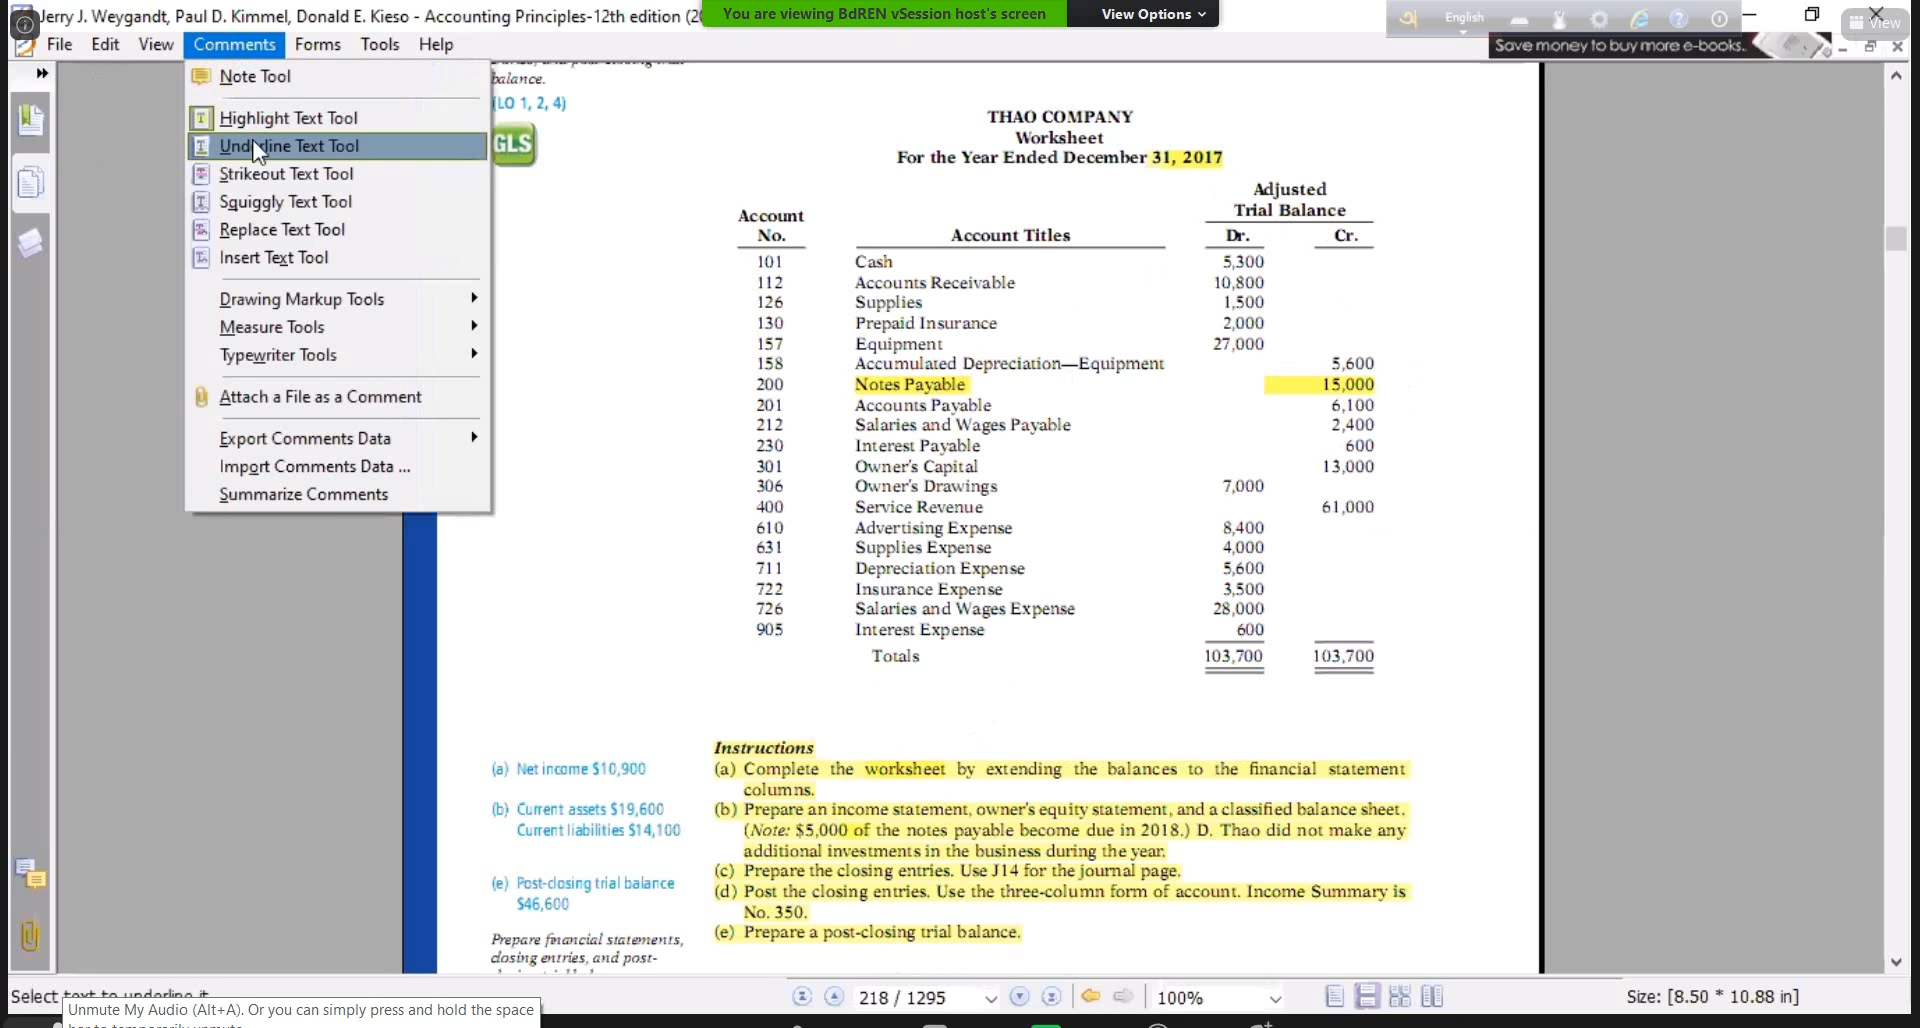 Jerry J. Weygandt, Paul D. Kimmel, Donald E. Kieso - Accounting Principles-12th edition (20
You are viewing BdREN vSession host's screen
View Options
English
View
File Edit View Comments Forms Tools Help
Save money to buy more e-books..
Note Tool
Highlight Text Tool
Underline Text Tool
Strikeout Text Tool
Squiggly Text Tool
Replace Text Tool
Insert Text Tool
Drawing Markup Tools
Measure Tools
Typewriter Tools
Attach a File as a Comment
Export Comments Data
Import Comments Data ...
Summarize Comments
balance.
(LO 1, 2, 4)
GLS
THAO COMPANY
Worksheet
For the Year Ended December 31, 2017
Adjusted
Trial Balance
Account
No. Account Titles Dr. Cr.
101 Cash 5,300
112 Accounts Receivable 10,800
126 Supplies 1,500
130 Prepaid Insurance 2,000
157 Equipment 27,000
158 Accumulated Depreciation—Equipment 5,600
200 Notes Payable 15,000
201 Accounts Payable 6,100
212 Salaries and Wages Payable 2,400
230 Interest Payable 600
301 Owner's Capital 13,000
306 Owner's Drawings 7,000
400 Service Revenue 61,000
610 Advertising Expense 8,400
631 Supplies Expense 4,000
711 Depreciation Expense 5,600
722 Insurance Expense 3,500
726 Salaries and Wages Expense 28,000
905 Interest Expense 600
Totals 103,700 103,700
Instructions
(a) Net income $10,900
(a) Complete the worksheet by extending the balances to the financial statement
columns.
(b) Current assets $19,600
Current liabilities $14,100
(b) Prepare an income statement, owner's equity statement, and a classified balance sheet.
(Note: $5,000 of the notes payable become due in 2018.) D. Thao did not make any
additional investments in the business during the year.
(c) Prepare the closing entries. Use J14 for the journal page.
(e) Post-closing trial balance
$46,600
(d) Post the closing entries. Use the three-column form of account. Income Summary is
No. 350.
(e) Prepare a post-closing trial balance.
Prepare financial statements,
closing entries, and post-
Select text to underline it
218 / 1295
100%
Size: [8.50 * 10.88 in]
Unmute My Audio (Alt+A). Or you can simply press and hold the space